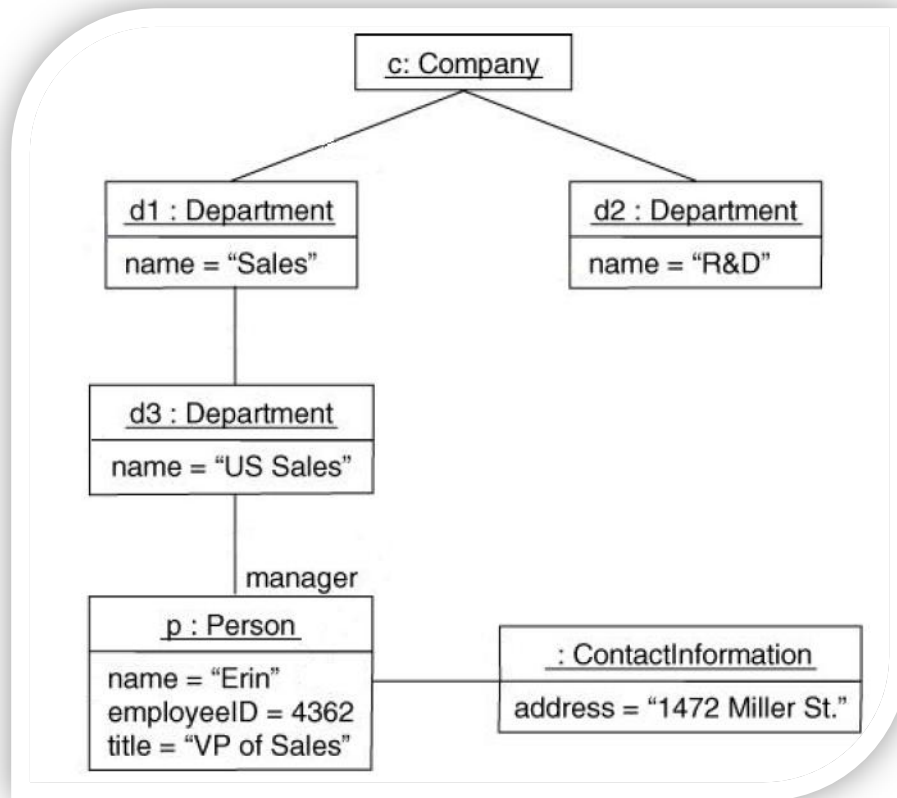 c: Company
d1 : Department
name = “Sales”
d2 : Department
name = “R&D”
d3 : Department
name = “US Sales”
manager
p : Person
name = “Erin”
employeeID = 4362
title = “VP of Sales”
: ContactInformation
address = “1472 Miller St.”